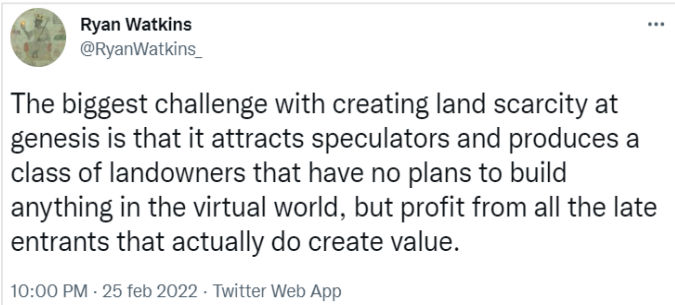 Ryan Watkins
@RyanWatkins_
The biggest challenge with creating land scarcity at
genesis is that it attracts speculators and produces a
class of landowners that have no plans to build
anything in the virtual world, but profit from all the late
entrants that actually do create value.
10:00 PM · 25 feb 2022 · Twitter Web App